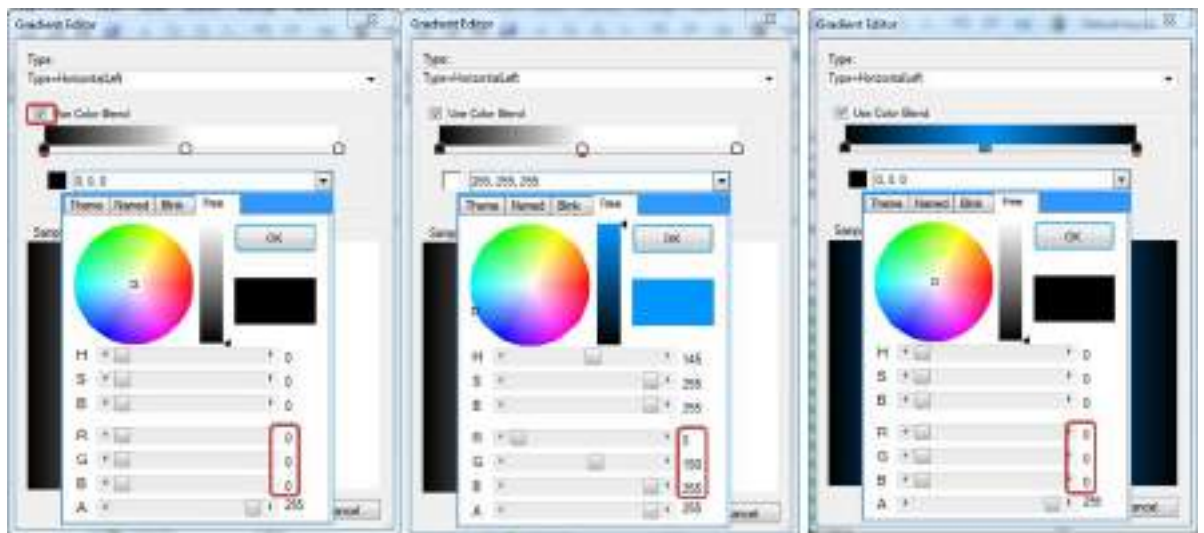 Gradient Editor
Type:
Type=HorizontalLeft
Use Color Blend
0, 0, 0
Theme Named Blink Free
OK
H 0
S 0
B 0
R 0
G 0
B 0
A 255
Gradient Editor
Type:
Type=HorizontalLeft
Use Color Blend
255, 255, 255
Theme Named Blink Free
OK
H 145
S 255
B 255
R 0
G 150
B 255
A 255
Gradient Editor
Type:
Type=HorizontalLeft
Use Color Blend
0, 0, 0
Theme Named Blink Free
OK
H 0
S 0
B 0
R 0
G 0
B 0
A 255